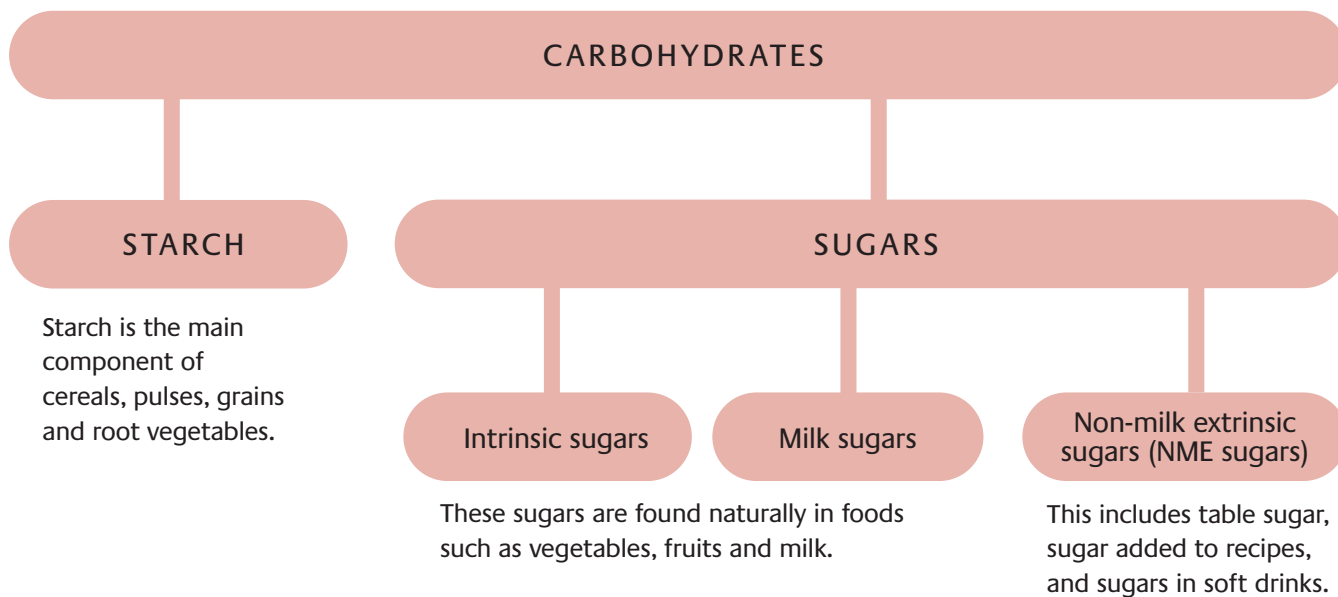 CARBOHYDRATES
STARCH
Starch is the main
component of
cereals, pulses, grains
and root vegetables.
SUGARS
Intrinsic sugars
Milk sugars
These sugars are found naturally in foods
such as vegetables, fruits and milk.
Non-milk extrinsic
sugars (NME sugars)
This includes table sugar,
sugar added to recipes,
and sugars in soft drinks.